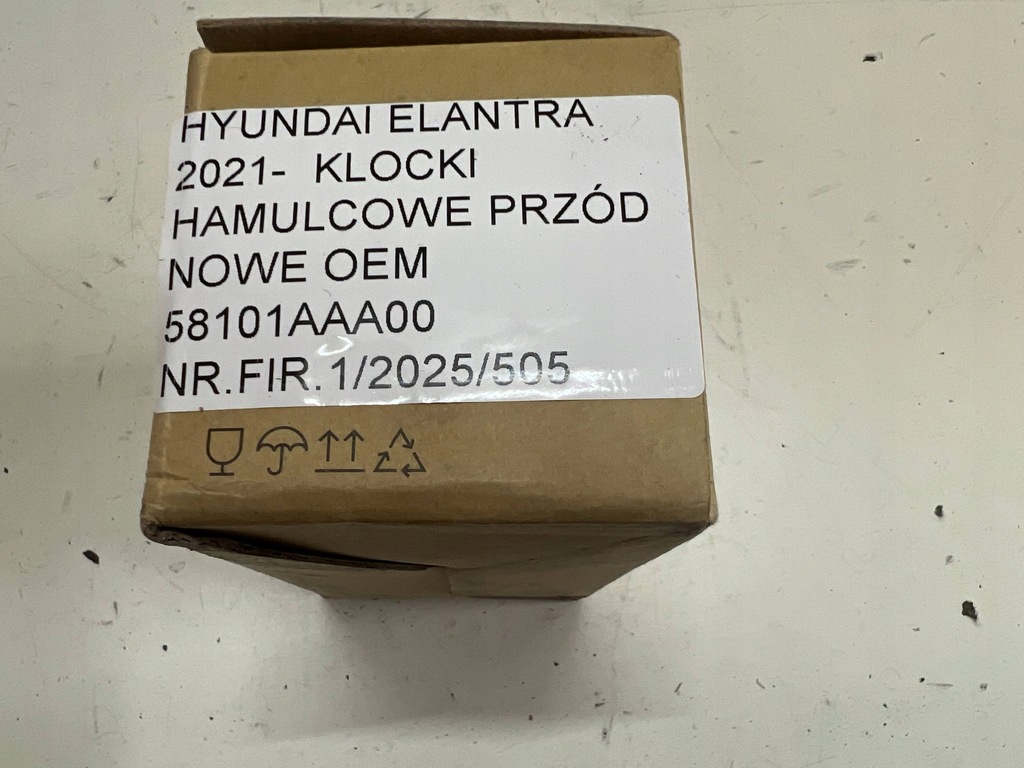 HYUNDAI ELANTRA
2021- KLOCKI
HAMULCOWE PRZÓD
NOWE OEM
58101AAA00
NR.FIR.1/2025/505